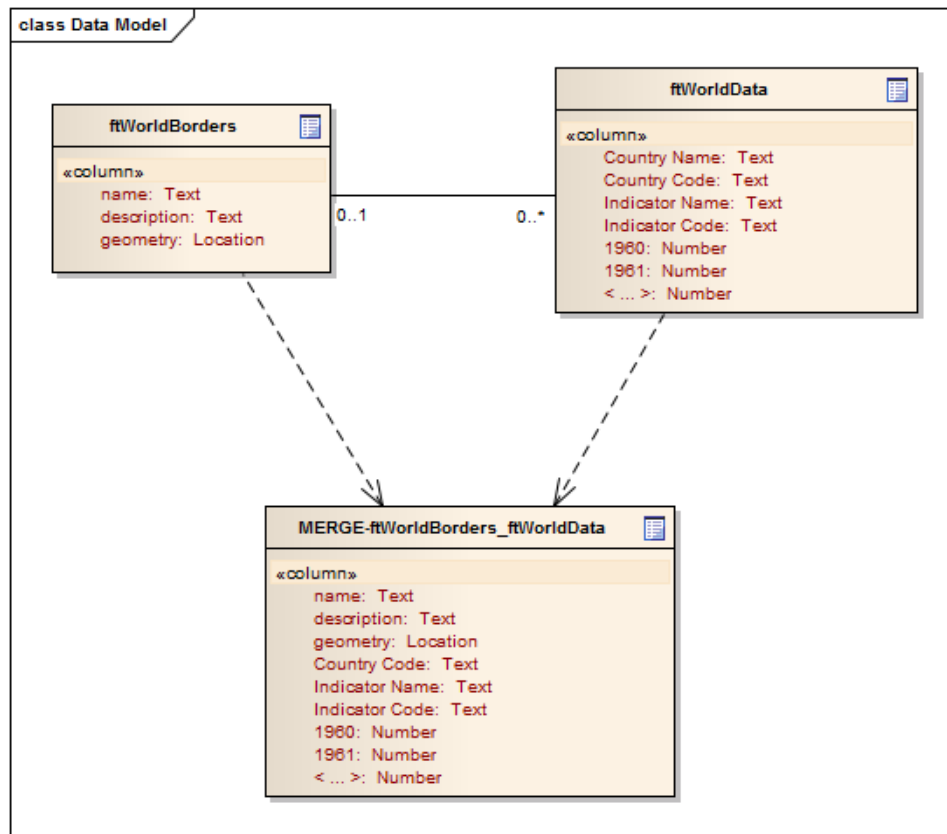 class Data Model
ftWorldBorders
«column»
name: Text
description: Text
geometry: Location
0..1
0..*
ftWorldData
«column»
Country Name: Text
Country Code: Text
Indicator Name: Text
Indicator Code: Text
1960: Number
1961: Number
< ... >: Number
MERGE-ftWorldBorders_ftWorldData
«column»
name: Text
description: Text
geometry: Location
Country Code: Text
Indicator Name: Text
Indicator Code: Text
1960: Number
1961: Number
< ... >: Number